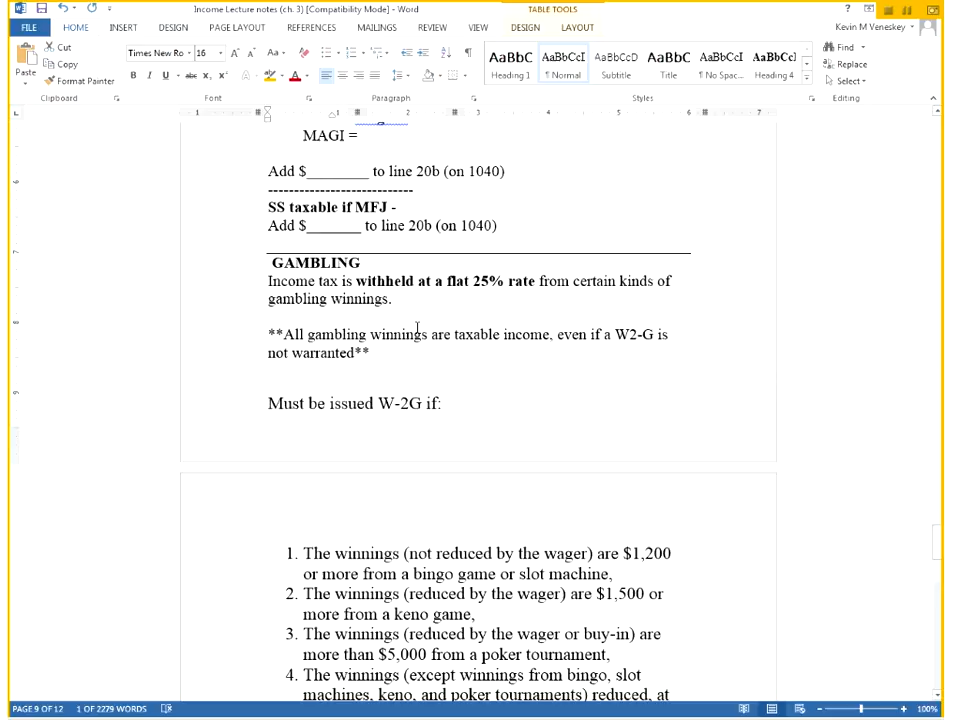 Income Lecture notes (ch. 3) [Compatibility Mode] - Word
TABLE TOOLS
?
FILE HOME INSERT DESIGN PAGE LAYOUT REFERENCES MAILINGS REVIEW VIEW DESIGN LAYOUT
Kevin M Veneskey
Paste
Cut
Copy
Format Painter
Clipboard
Times New Ro 16
Font
Paragraph
AaBbC AaBbCcI AaBbCcD AaBbC AaBbCcI AaBbCcI
Heading 1 ¶ Normal Subtitle Title ¶ No Spac... Heading 4
Styles
Find
Replace
Select
Editing
MAGI =
Add $________ to line 20b (on 1040)
----------------------------
SS taxable if MFJ -
Add $_______ to line 20b (on 1040)
GAMBLING
Income tax is withheld at a flat 25% rate from certain kinds of
gambling winnings.
**All gambling winnings are taxable income, even if a W2-G is
not warranted**
Must be issued W-2G if:
1. The winnings (not reduced by the wager) are $1,200
or more from a bingo game or slot machine,
2. The winnings (reduced by the wager) are $1,500 or
more from a keno game,
3. The winnings (reduced by the wager or buy-in) are
more than $5,000 from a poker tournament,
4. The winnings (except winnings from bingo, slot
machines, keno, and poker tournaments) reduced, at
PAGE 9 OF 12 1 OF 2279 WORDS
100%